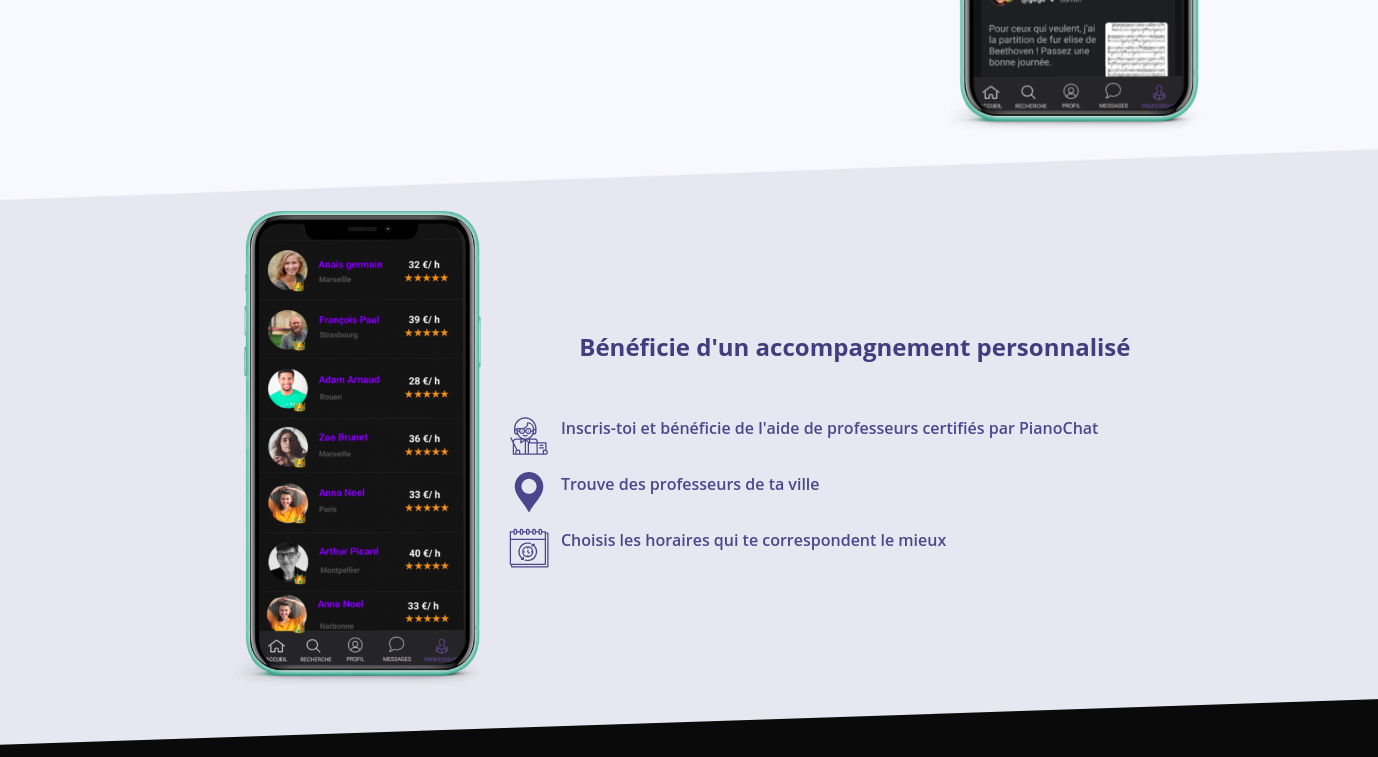 @gege
Pour ceux qui veulent, j'ai
la partition de fur elise de
Beethoven ! Passez une
bonne journée.
RECHERCHE PROFIL MESSAGES
Anais germain 32 €/ h
Marseille
François Paul 39 €/ h
Strasbourg
Adam Arnaud 28 €/ h
Rouen
Zoe Brunet 36 €/ h
Marseille
Anna Noel 33 €/ h
Paris
Arthur Picard 40 €/ h
Montpellier
Anna Noel 33 €/ h
Narbonne
RECHERCHE PROFIL MESSAGES
Bénéficie d'un accompagnement personnalisé
Inscris-toi et bénéficie de l'aide de professeurs certifiés par PianoChat
Trouve des professeurs de ta ville
Choisis les horaires qui te correspondent le mieux